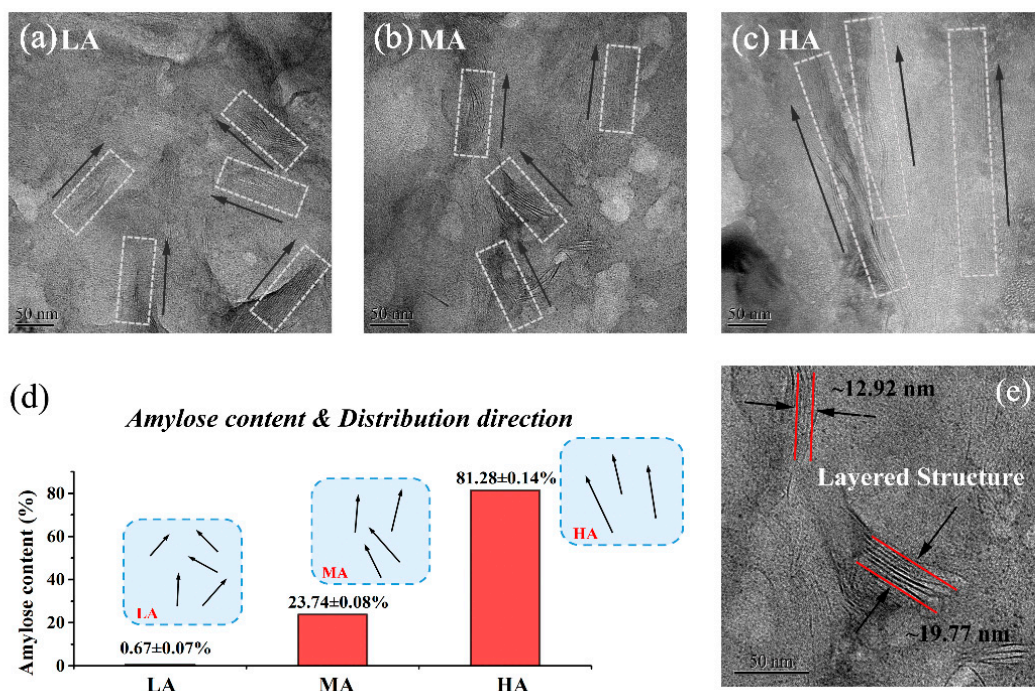 (a) LA
50 nm
(b) MA
50 nm
(c) HA
50 nm
(d)
Amylose content & Distribution direction
Amylose content (%)
80
60
40
20
0
LA
0.67±0.07%
MA
23.74±0.08%
81.28±0.14%
HA
LA
MA
HA
(e)
~12.92 nm
Layered Structure
~19.77 nm
50 nm